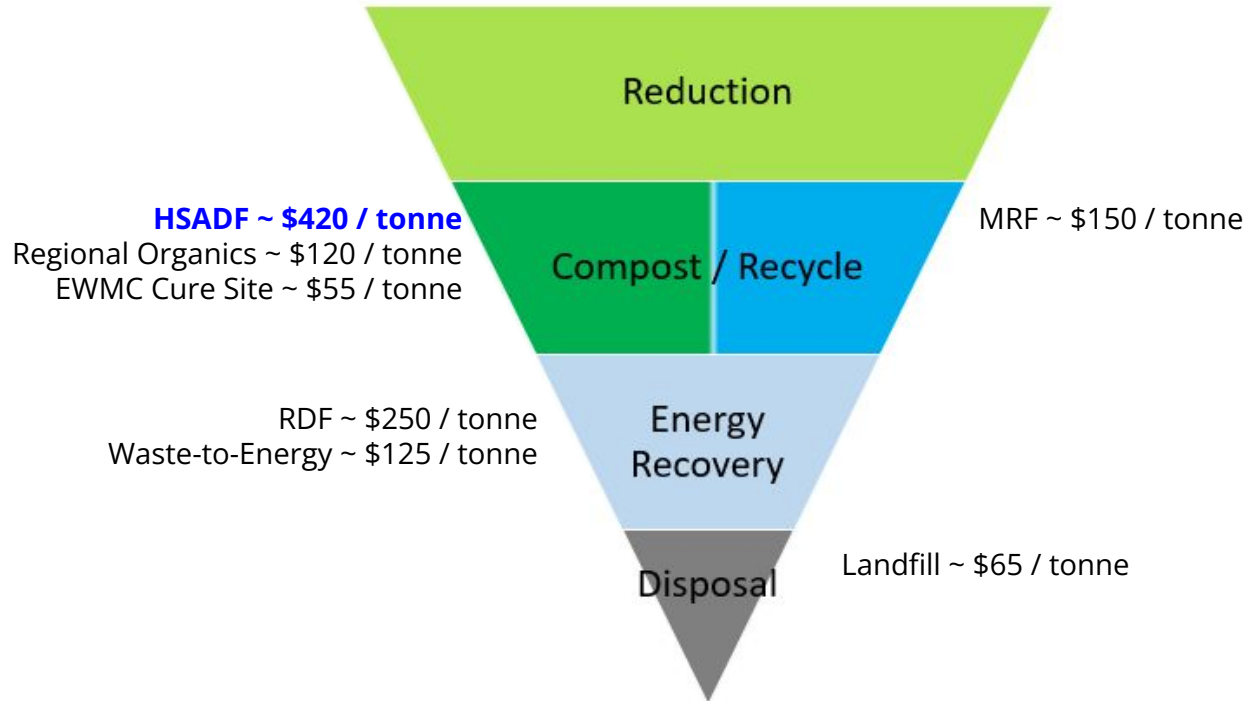 Reduction
HSADF ~ $420 / tonne
Regional Organics ~ $120 / tonne
EWMC Cure Site ~ $55 / tonne
Compost / Recycle
MRF ~ $150 / tonne
RDF ~ $250 / tonne
Waste-to-Energy ~ $125 / tonne
Energy
Recovery
Disposal
Landfill ~ $65 / tonne